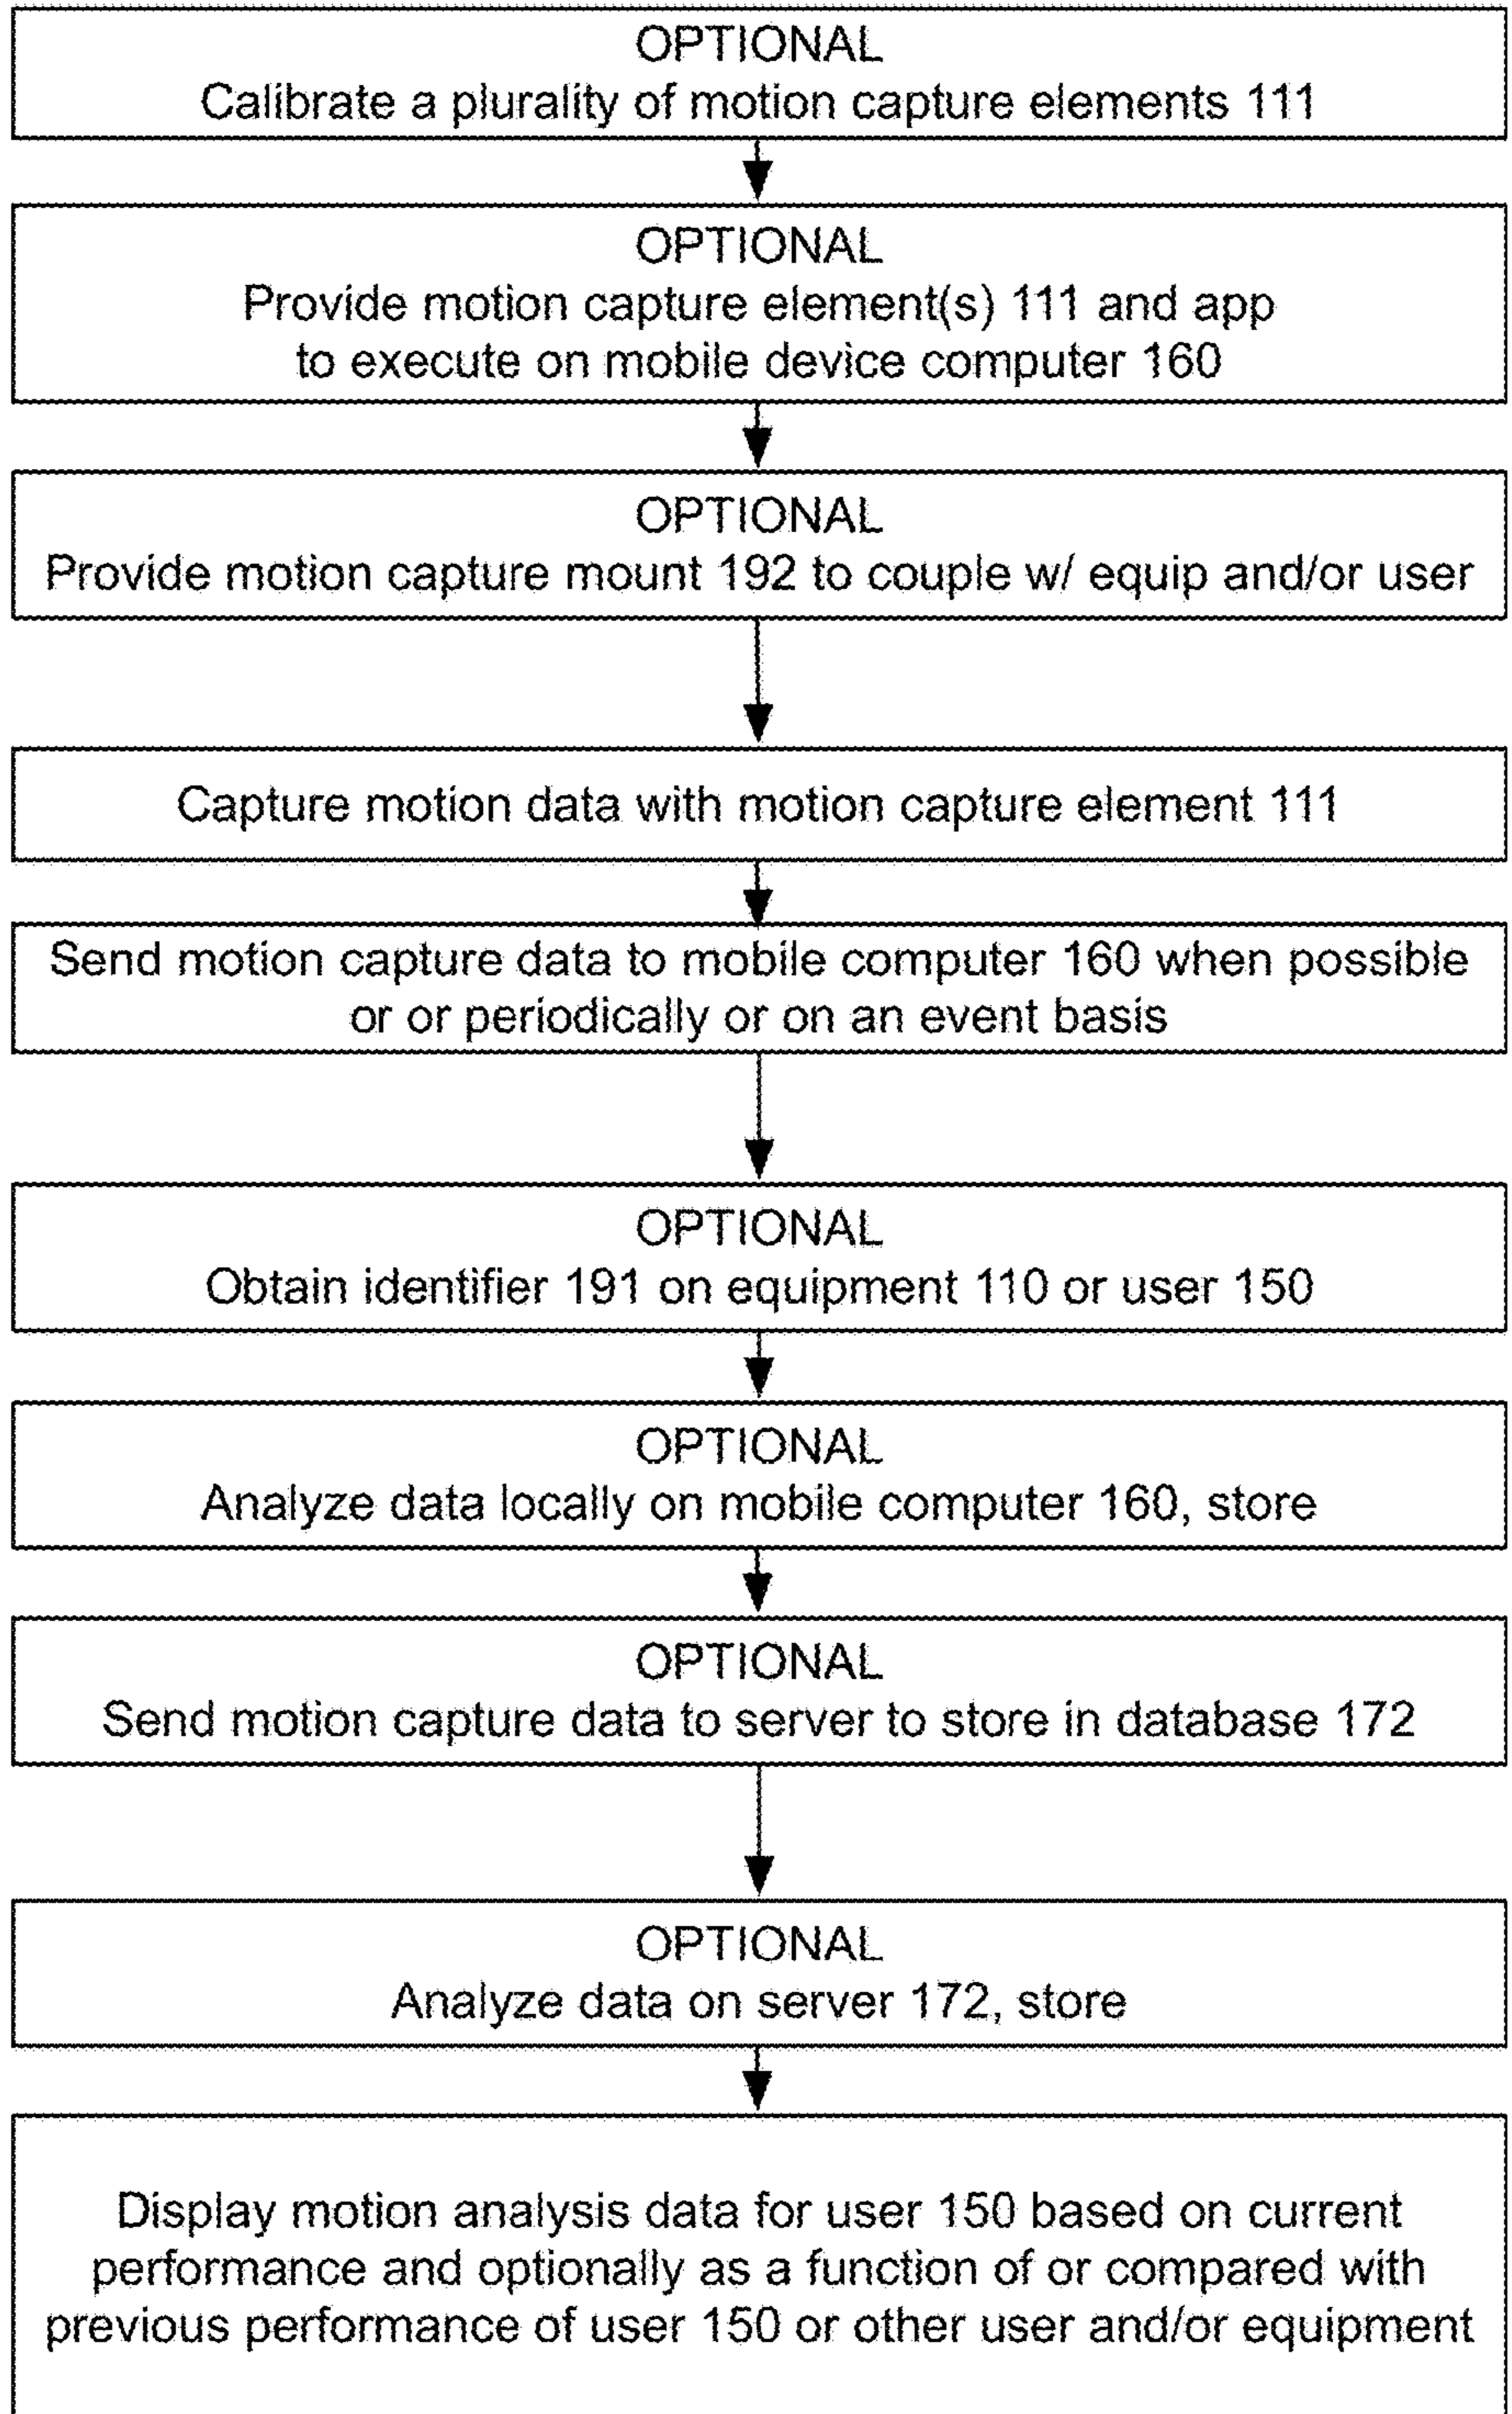 OPTIONAL
Calibrate a plurality of motion capture elements 111
OPTIONAL
Provide motion capture element(s) 111 and app
to execute on mobile device computer 160
OPTIONAL
Provide motion capture mount 192 to couple w/ equip and/or user
Capture motion data with motion capture element 111
Send motion capture data to mobile computer 160 when possible
or or periodically or on an event basis
OPTIONAL
Obtain identifier 191 on equipment 110 or user 150
OPTIONAL
Analyze data locally on mobile computer 160, store
OPTIONAL
Send motion capture data to server to store in database 172
OPTIONAL
Analyze data on server 172, store
Display motion analysis data for user 150 based on current
performance and optionally as a function of or compared with
previous performance of user 150 or other user and/or equipment